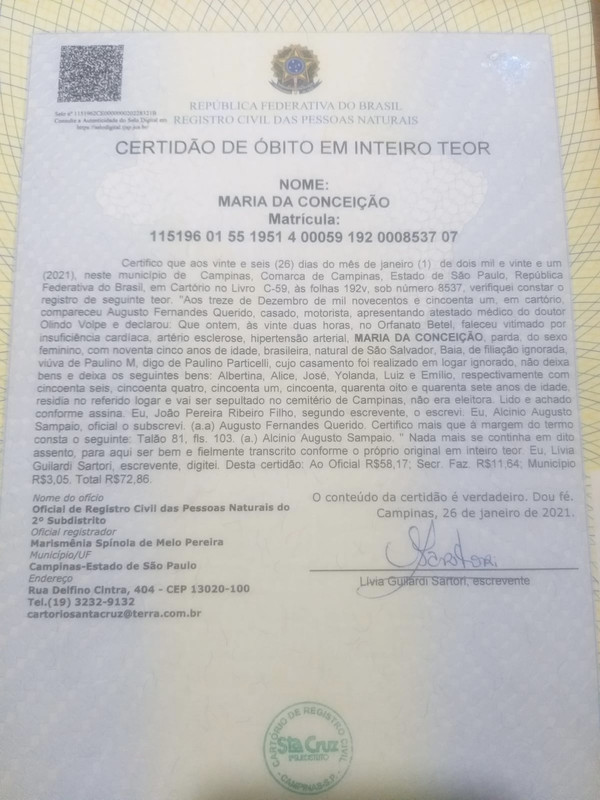 Consulte a Autenticidade do Selo Digital em
REPÚBLICA FEDERATIVA DO BRASIL
REGISTRO CIVIL DAS PESSOAS NATURAIS
CERTIDÃO DE ÓBITO EM INTEIRO TEOR
NOME:
MARIA DA CONCEIÇÃO
Matrícula:
115196 01 55 1951 4 00059 192 0008537 07
Certifico que aos vinte e seis (26) dias do mês de janeiro (1) de dois mil e vinte e um
(2021), neste município de Campinas, Comarca de Campinas, Estado de São Paulo, República
Federativa do Brasil, em Cartório no Livro C-59, às folhas 192v, sob número 8537, verifiquei constar o
registro de seguinte teor. "Aos treze de Dezembro de mil novecentos e cincoenta um, em cartório,
compareceu Augusto Fernandes Querido, casado, motorista, apresentando atestado médico do doutor
Olindo Volpe e declarou: Que ontem, às vinte duas horas, no Orfanato Betel, faleceu vitimado por
insuficiência cardíaca, artério esclerose, hipertensão arterial, MARIA DA CONCEIÇÃO, parda, do sexo
feminino, com noventa cinco anos de idade, brasileira, natural de São Salvador, Baia, de filiação ignorada,
viúva de Paulino M, digo de Paulino Particelli, cujo casamento foi realizado em logar ignorado, não deixa
bens e deixa os seguintes bens: Albertina, Alice, José, Yolanda, Luiz e Emílio, respectivamente com
cincoenta seis, cincoenta quatro, cincoenta um, cincoenta, quarenta oito e quarenta sete anos de idade,
residia no referido logar e vai ser sepultado no cemitério de Campinas, não era eleitora. Lido e achado
conforme assina. Eu, João Pereira Ribeiro Filho, segundo escrevente, o escrevi. Eu, Alcinio Augusto
Sampaio, oficial o subscrevi. (a.a) Augusto Fernandes Querido. Certifico mais que à margem do termo
consta o seguinte: Talão 81, fls. 103. (a.) Alcinio Augusto Sampaio. " Nada mais se continha em dito
assento, para aqui ser bem e fielmente transcrito conforme o próprio original em inteiro teor. Eu, Lívia
Guilardi Sartori, escrevente, digitei. Desta certidão: Ao Oficial R$58,17; Secr. Faz. R$11,64; Município
R$3,05. Total R$72,86.
Nome do ofício
Oficial de Registro Civil das Pessoas Naturais do
2º Subdistrito
Oficial registrador
Marismênia Spínola de Melo Pereira
Município/UF
Campinas-Estado de São Paulo
Endereço
Rua Delfino Cintra, 404 - CEP 13020-100
Tel.(19) 3232-9132
cartoriosantacruz@terra.com.br
O conteúdo da certidão é verdadeiro. Dou fé.
Campinas, 26 de janeiro de 2021.
Sartori
Lívia Guilardi Sartori, escrevente
CARTÓRIO DE REGISTRO CIVIL
Sta Cruz
CAMPINAS-S.P.